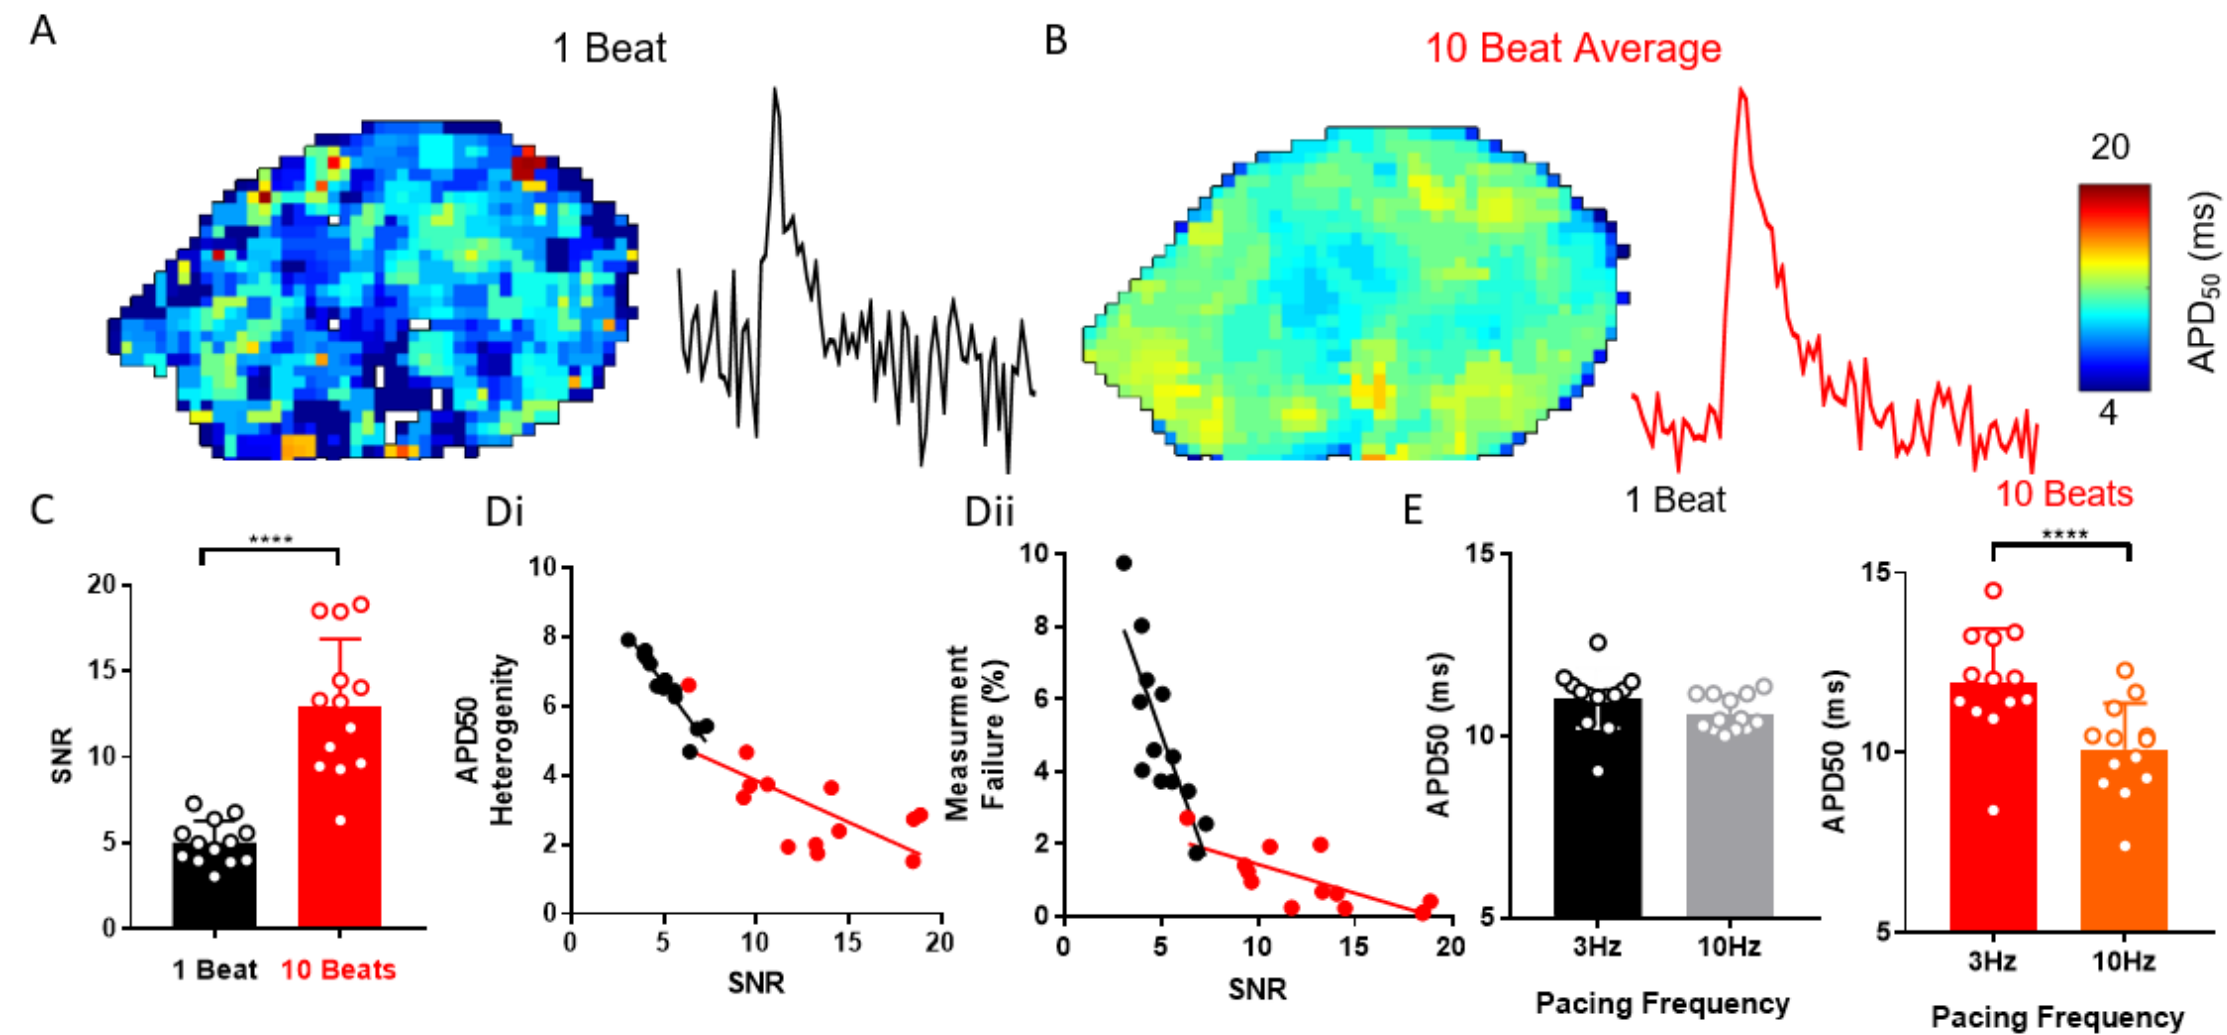 A
1 Beat
B
10 Beat Average
20
APD50 (ms)
4
C
****
SNR
20
15
10
5
0
1 Beat
10 Beats
Di
APD50
Heterogenity
10
8
6
4
2
0
0
5
10
15
20
SNR
Dii
Measurment
Failure (%)
10
8
6
4
2
0
0
5
10
15
20
SNR
E
1 Beat
APD50 (ms)
15
10
5
3Hz
10Hz
Pacing Frequency
10 Beats
****
APD50 (ms)
15
10
5
3Hz
10Hz
Pacing Frequency